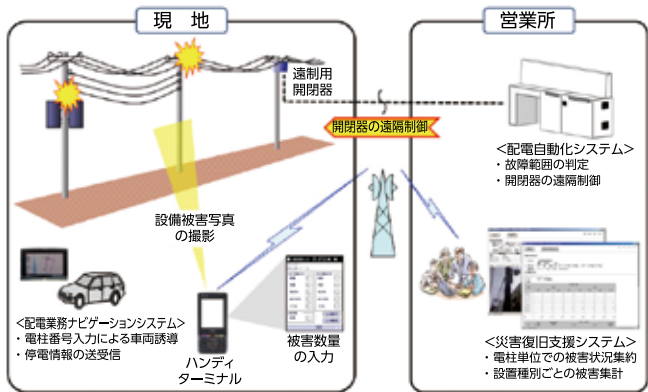 現 地
営業所
遠制用
開閉器
開閉器の遠隔制御
<配電自動化システム>
・故障範囲の判定
・開閉器の遠隔制御
設備被害写真
の撮影
<配電業務ナビゲーションシステム>
・電柱番号入力による車両誘導
・停電情報の送受信
ハンディ
ターミナル
被害数量
の入力
<災害復旧支援システム>
・電柱単位での被害状況集約
・設置種別ごとの被害集計